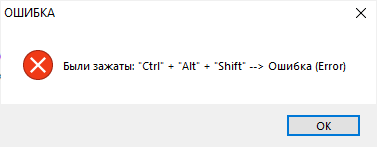 ОШИБКА
Были зажаты: "Ctrl" + "Alt" + "Shift" --> Ошибка (Error)
OK